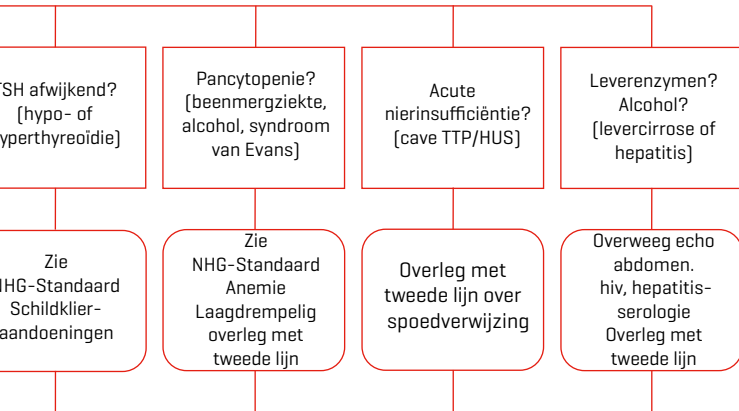 TSH afwijkend?
(hypo- of
hyperthyreoïdie)
Pancytopenie?
(beenmergziekte,
alcohol, syndroom
van Evans)
Acute
nierinsufficiëntie?
(cave TTP/HUS)
Leverenzymen?
Alcohol?
(levercirrose of
hepatitis)
Zie
NHG-Standaard
Schildklier-
aandoeningen
Zie
NHG-Standaard
Anemie
Laagdrempelig
overleg met
tweede lijn
Overleg met
tweede lijn over
spoedverwijzing
Overweeg echo
abdomen.
hiv, hepatitis-
serologie
Overleg met
tweede lijn